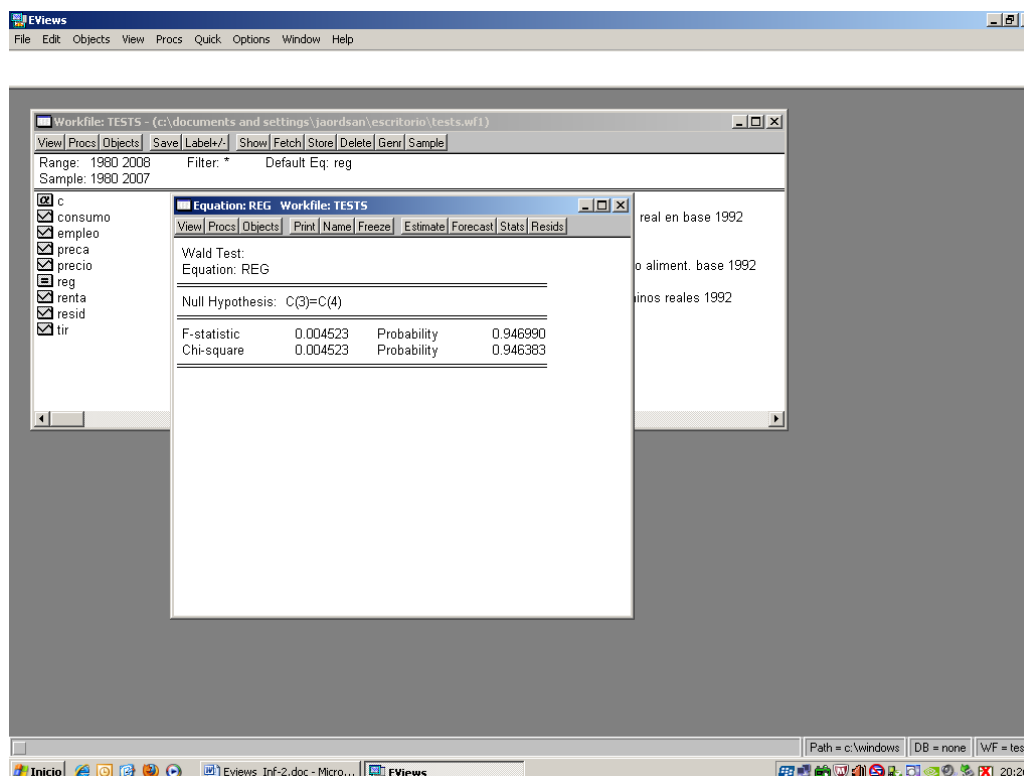 EViews
File Edit Objects View Procs Quick Options Window Help
Workfile: TESTS - (c:\documents and settings\jaordsan\escritorio\tests.wf1)
View Procs Objects Save Label+/- Show Fetch Store Delete Genr Sample
Range: 1980 2008 Filter: * Default Eq: reg
Sample: 1980 2007
c
consumo
empleo
preca
precio
reg
renta
resid
tir
real en base 1992
o aliment. base 1992
inos reales 1992
Equation: REG Workfile: TESTS
View Procs Objects Print Name Freeze Estimate Forecast Stats Resids
Wald Test:
Equation: REG
Null Hypothesis: C(3)=C(4)
F-statistic 0.004523 Probability 0.946990
Chi-square 0.004523 Probability 0.946383
Path = c:\windows DB = none WF = tes
Inicio Eviews_Inf-2.doc - Micro... EViews 20:2